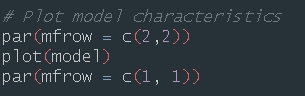 # Plot model characteristics
par(mfrow = c(2,2))
plot(model)
par(mfrow = c(1, 1))